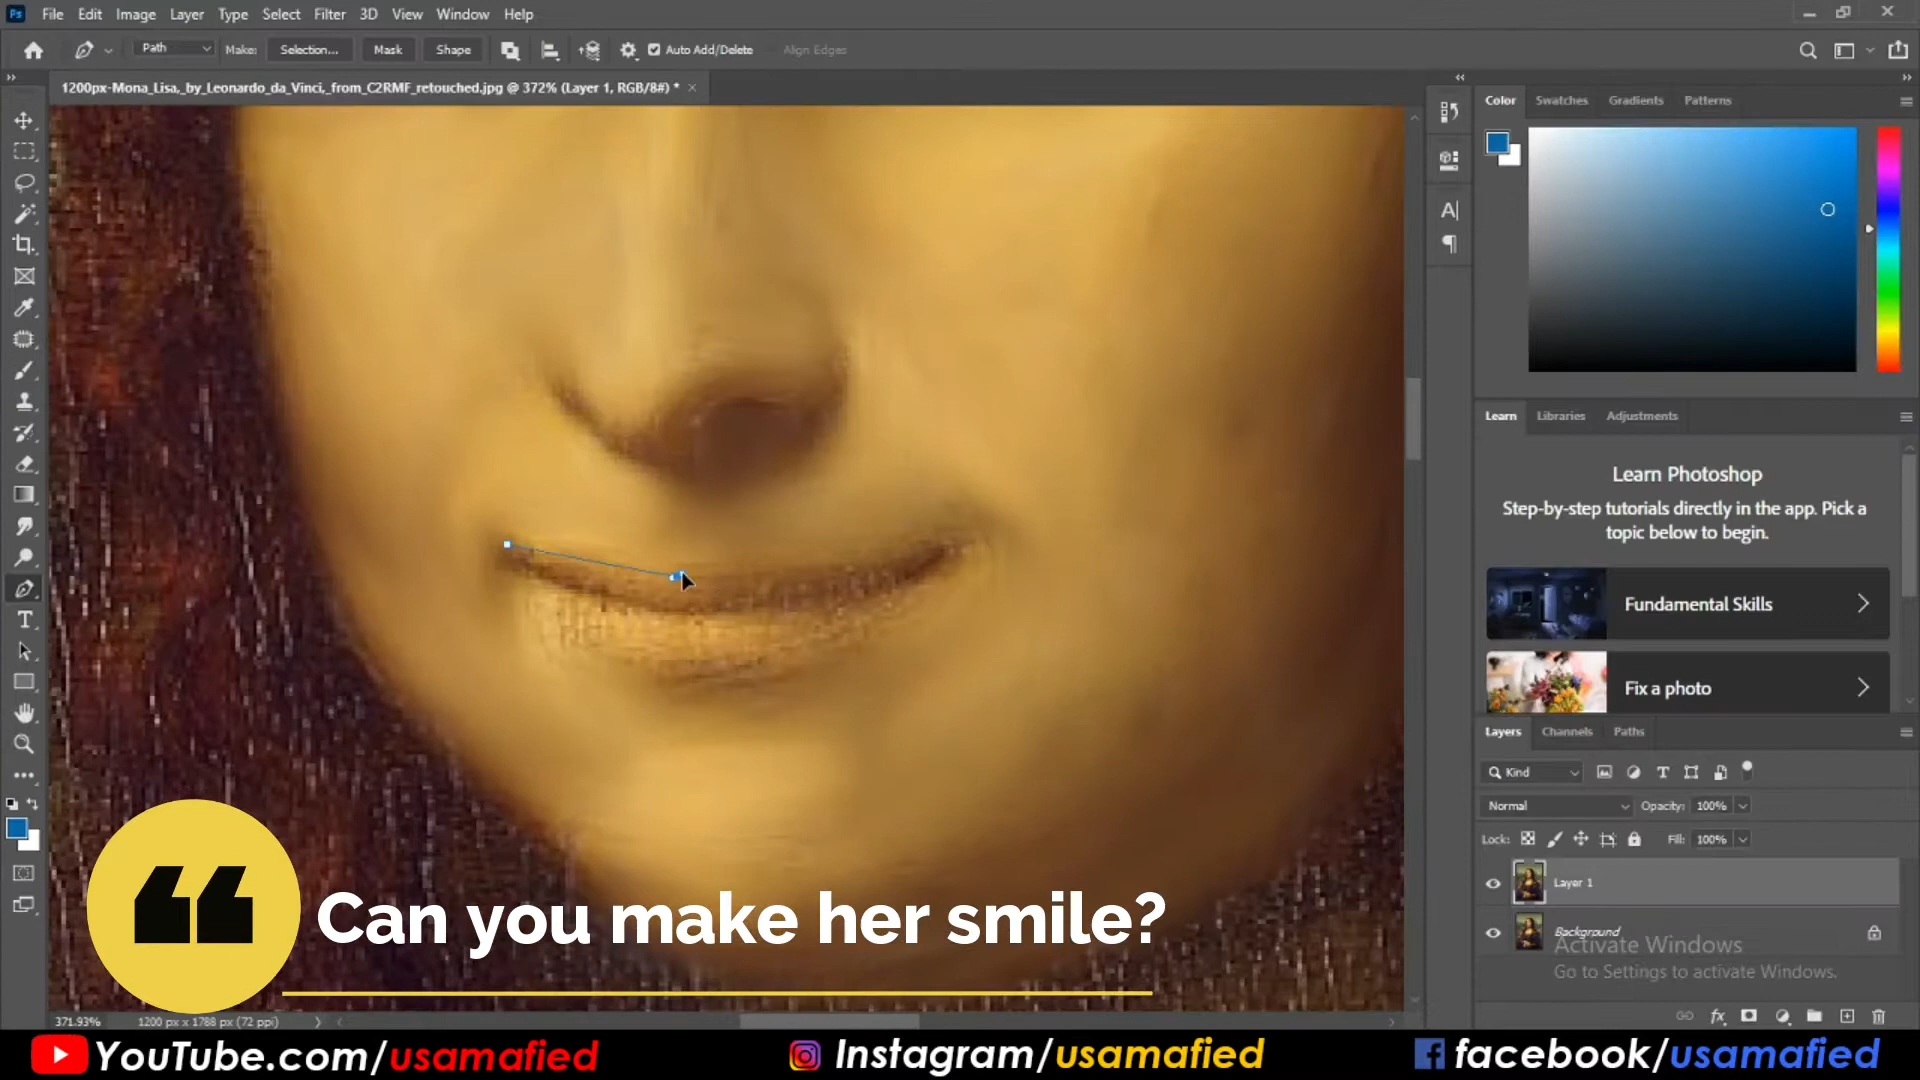 Ps File Edit Image Layer Type Select Filter 3D View Window Help
Path Make: Selection... Mask Shape Auto Add/Delete Align Edges
1200px-Mona_Lisa,_by_Leonardo_da_Vinci,_from_C2RMF_retouched.jpg @ 372% (Layer 1, RGB/8#) *
Color Swatches Gradients Patterns
Learn Libraries Adjustments
Learn Photoshop
Step-by-step tutorials directly in the app. Pick a
topic below to begin.
Fundamental Skills
Fix a photo
Layers Channels Paths
Kind
Normal Opacity: 100%
Lock: Fill: 100%
Layer 1
Background
Activate Windows
Go to Settings to activate Windows.
Can you make her smile?
371.93% 1200 px x 1788 px (72 ppi)
YouTube.com/usamafied Instagram/usamafied facebook/usamafied